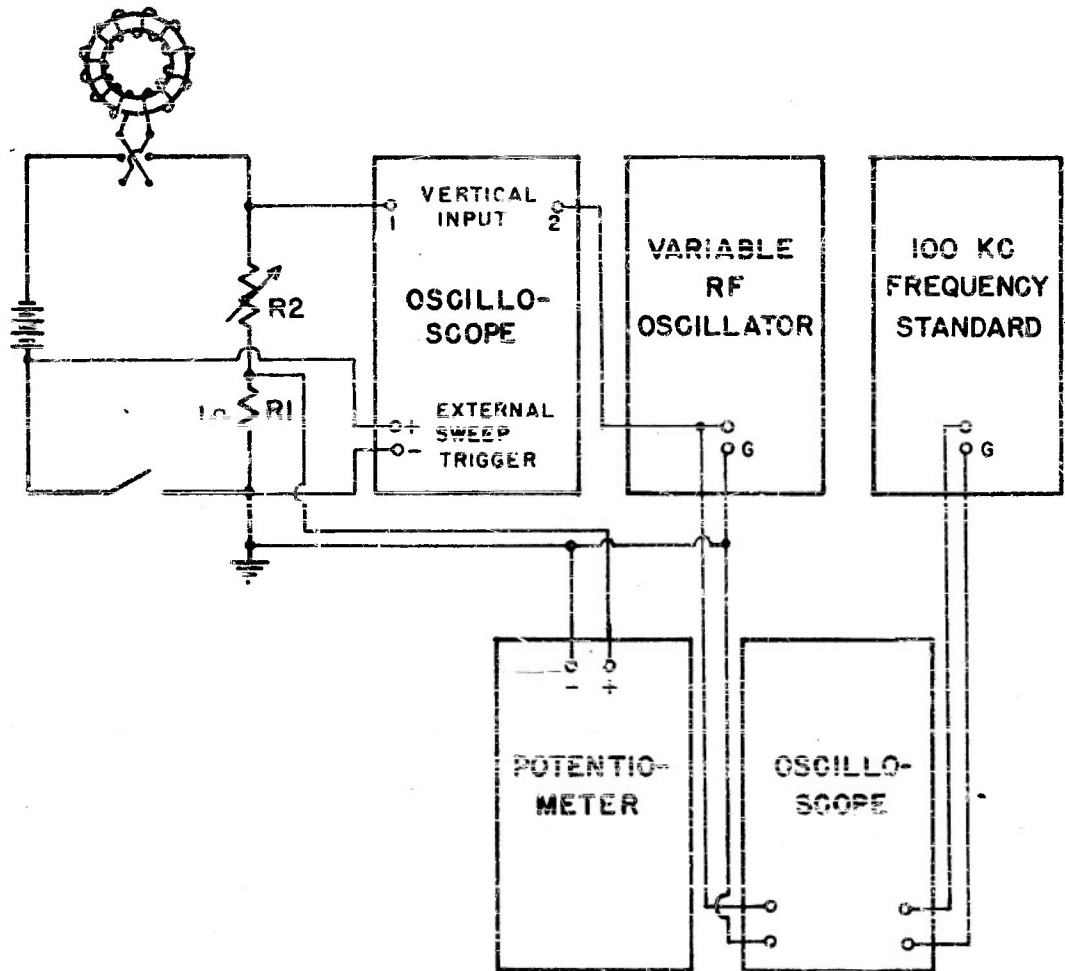 VERTICAL
INPUT
1
2
OSCILLO-
SCOPE
R2
R1
+
-
EXTERNAL
SWEEP
TRIGGER
VARIABLE
RF
OSCILLATOR
G
100 KC
FREQUENCY
STANDARD
G
- +
POTENTIO-
METER
OSCILLO-
SCOPE